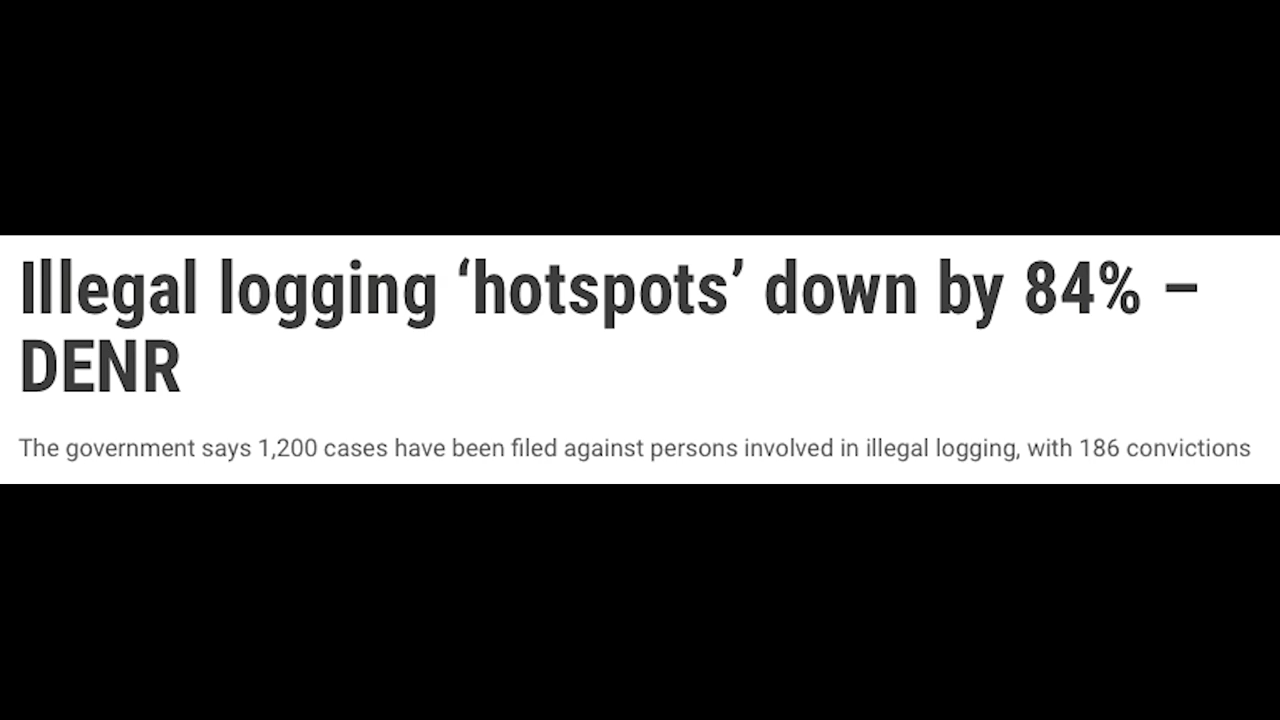 Illegal logging ‘hotspots’ down by 84% –
DENR
The government says 1,200 cases have been filed against persons involved in illegal logging, with 186 convictions